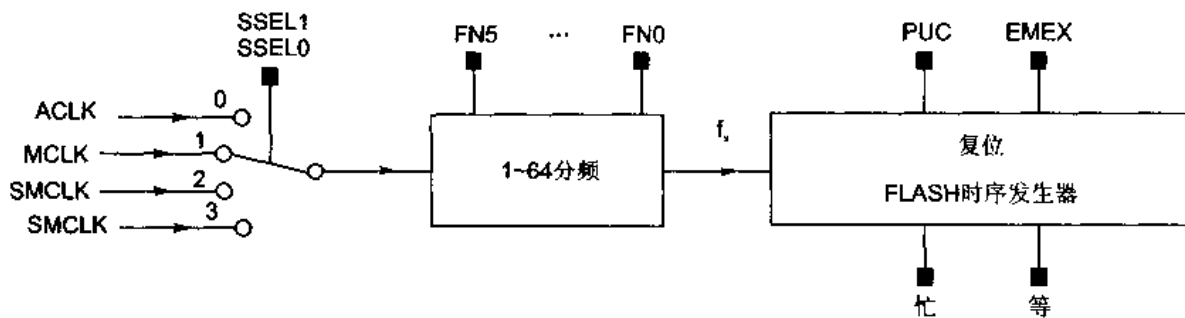 SSEL1
SSEL0
FN5 … FN0
PUC EMEX
ACLK 0
MCLK 1
SMCLK 2
SMCLK 3
1~64分频
复位
FLASH时序发生器
忙 等